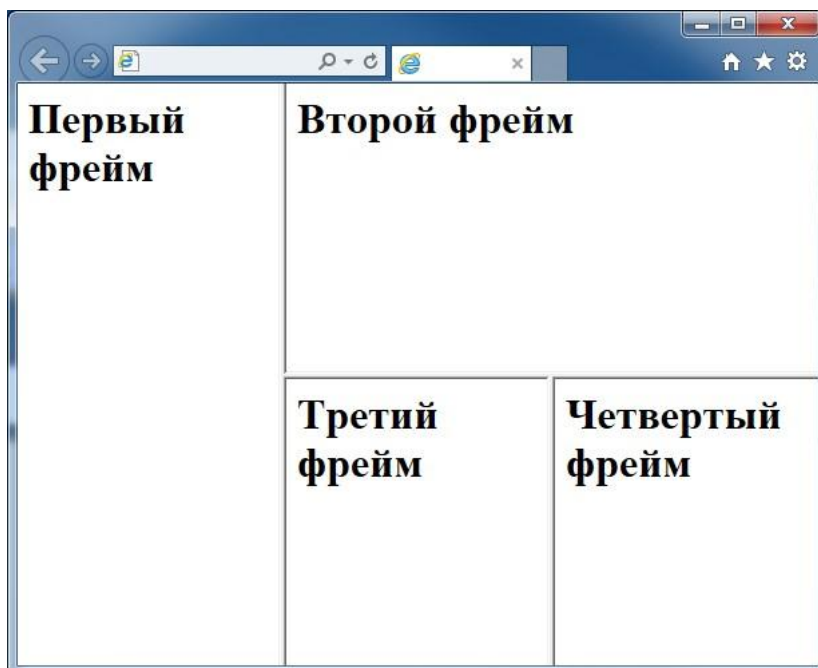 Первый
фрейм
Второй фрейм
Третий
фрейм
Четвертый
фрейм